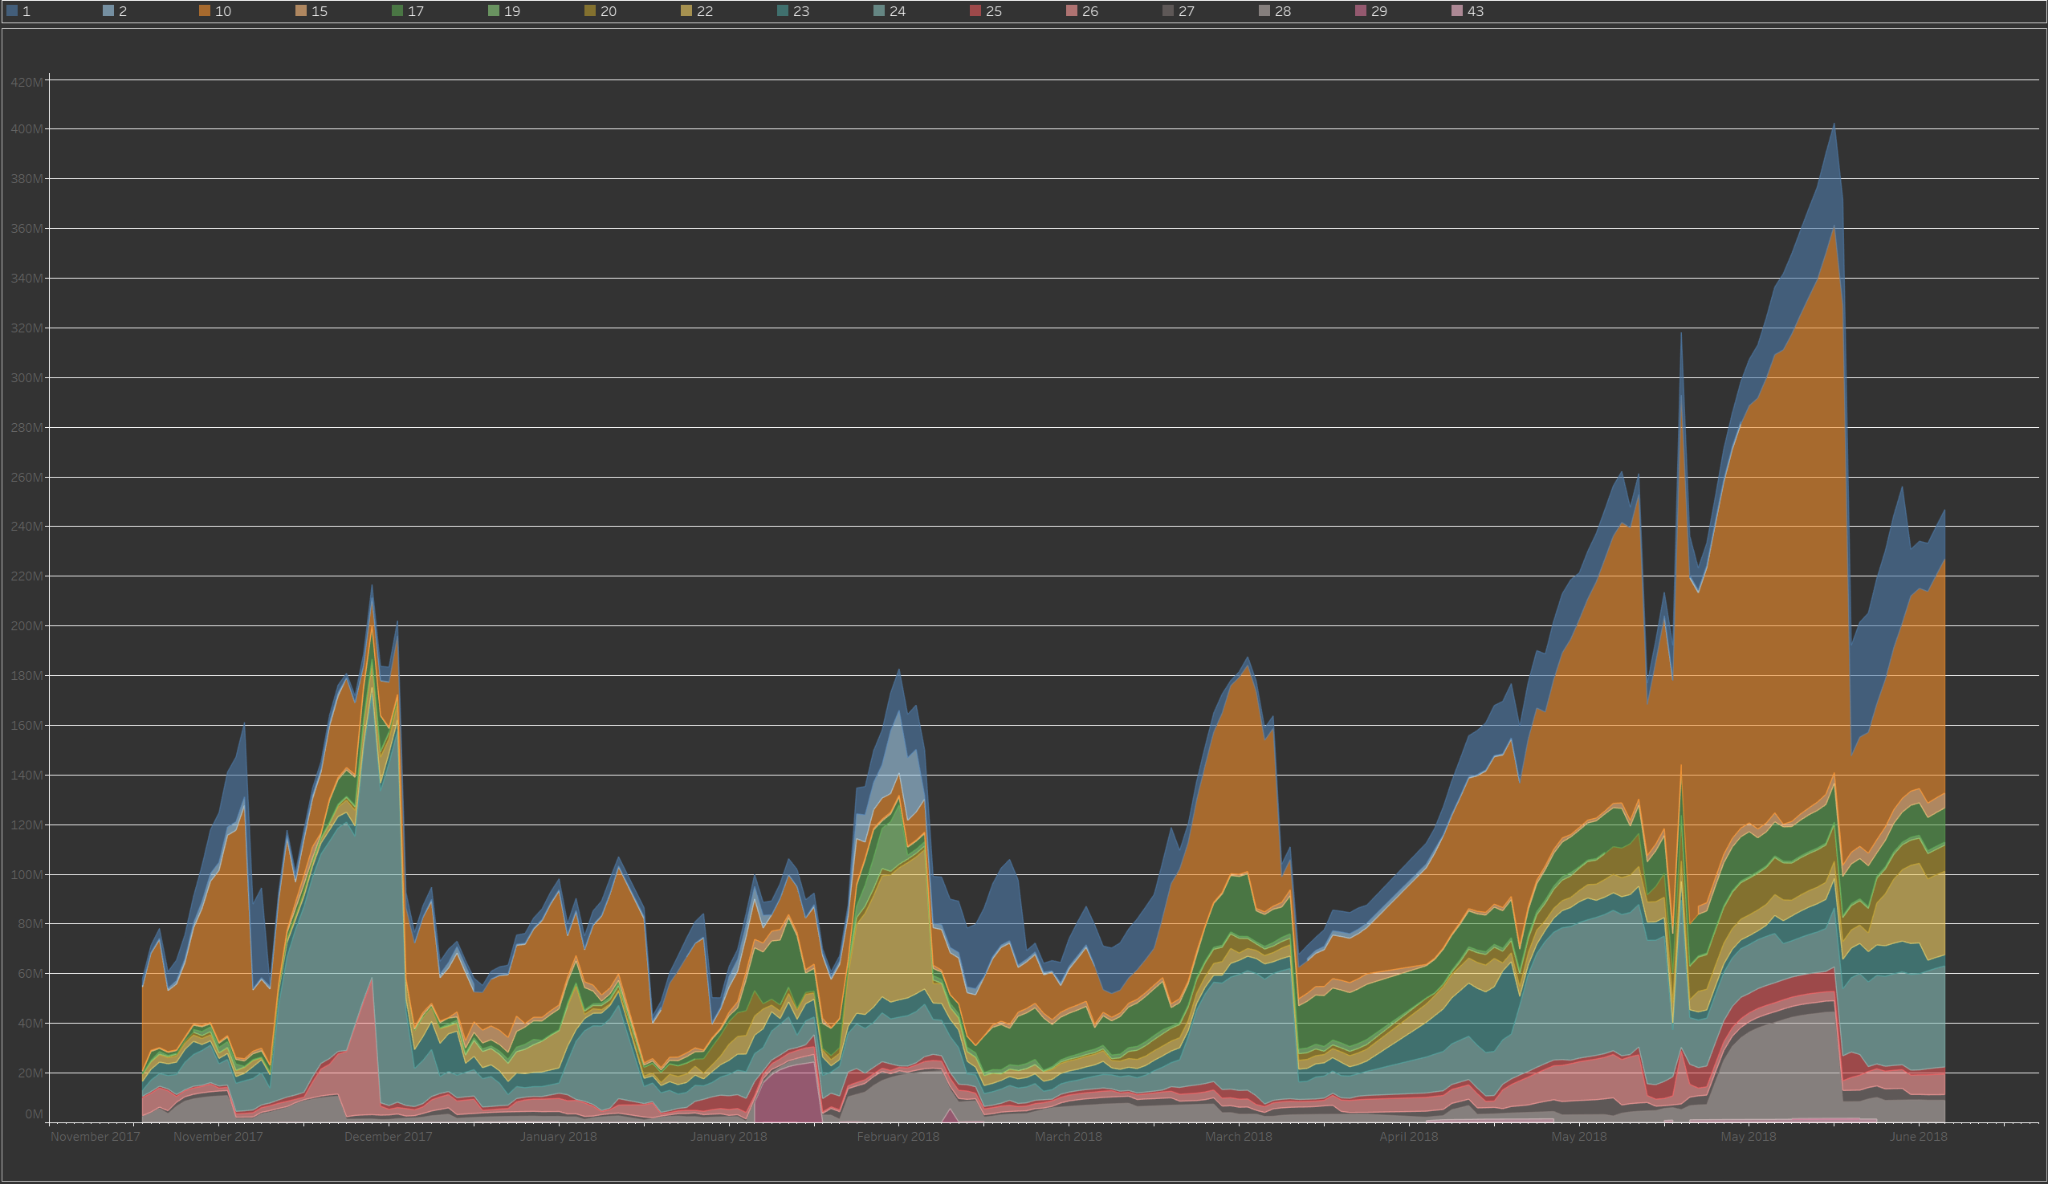 1 2 10 15 17 19 20 22 23 24 25 26 27 28 29 43
420M
400M
380M
360M
340M
320M
300M
280M
260M
240M
220M
200M
180M
160M
140M
120M
100M
80M
60M
40M
20M
0M
November 2017 November 2017 December 2017 January 2018 January 2018 February 2018 March 2018 March 2018 April 2018 May 2018 May 2018 June 2018